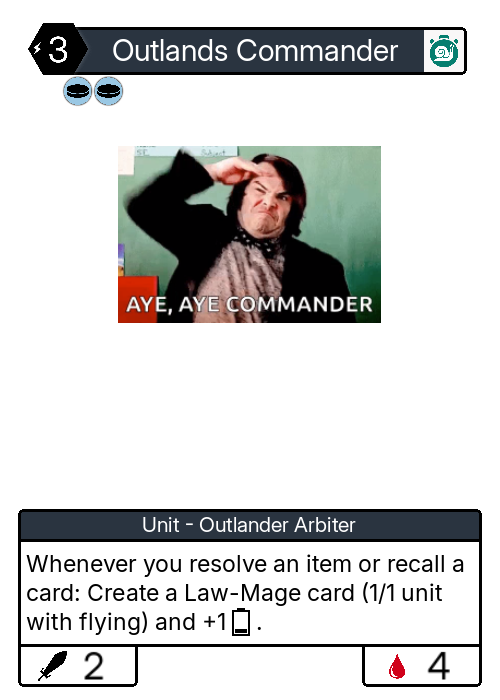 3 Outlands Commander
AYE, AYE COMMANDER
Unit - Outlander Arbiter
Whenever you resolve an item or recall a
card: Create a Law-Mage card (1/1 unit
with flying) and +1 .
2
4